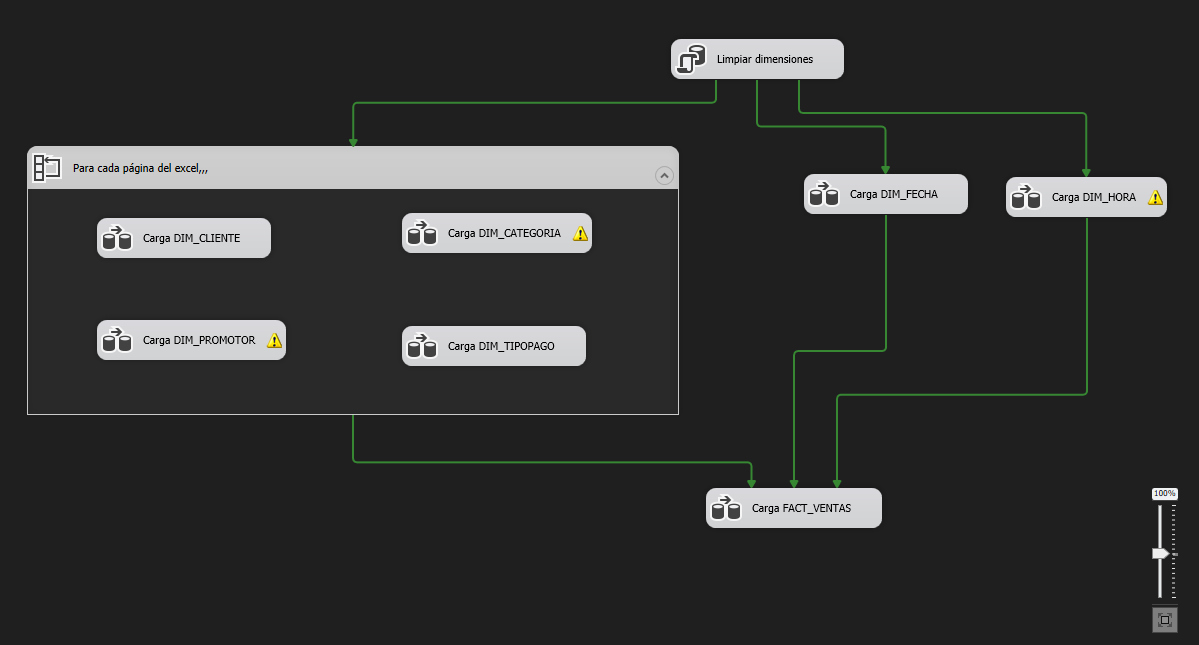 Limpiar dimensiones
Para cada página del excel,,,
Carga DIM_FECHA
Carga DIM_HORA
Carga DIM_CLIENTE
Carga DIM_CATEGORIA
Carga DIM_PROMOTOR
Carga DIM_TIPOPAGO
Carga FACT_VENTAS
100%